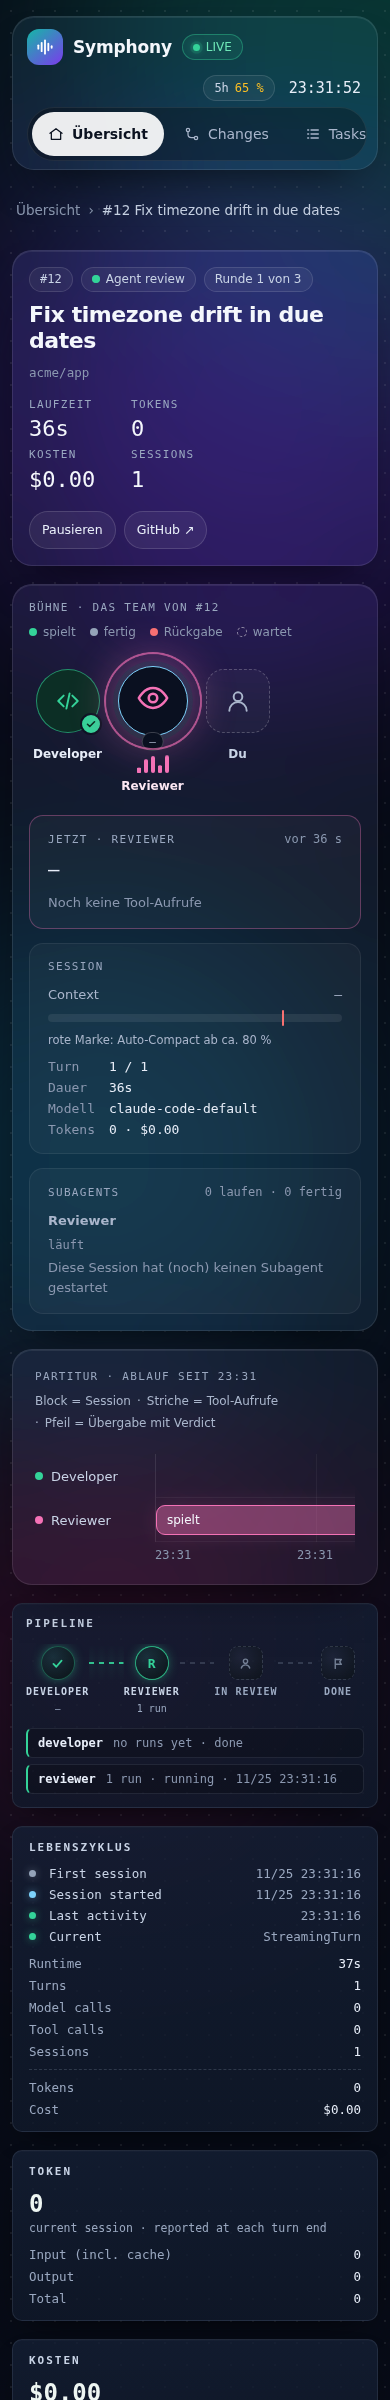 Symphony LIVE
5h 65 % 23:31:52
Übersicht Changes Tasks
Übersicht › #12 Fix timezone drift in due dates
#12 Agent review Runde 1 von 3
Fix timezone drift in due
dates
acme/app
LAUFZEIT TOKENS
36s 0
KOSTEN SESSIONS
$0.00 1
Pausieren GitHub ↗
BÜHNE · DAS TEAM VON #12
spielt fertig Rückgabe wartet
–
Developer Du
Reviewer
JETZT · REVIEWER vor 36 s
–
Noch keine Tool-Aufrufe
SESSION
Context –
rote Marke: Auto-Compact ab ca. 80 %
Turn 1 / 1
Dauer 36s
Modell claude-code-default
Tokens 0 · $0.00
SUBAGENTS 0 laufen · 0 fertig
Reviewer
läuft
Diese Session hat (noch) keinen Subagent
gestartet
PARTITUR · ABLAUF SEIT 23:31
Block = Session · Striche = Tool-Aufrufe
· Pfeil = Übergabe mit Verdict
Developer
Reviewer spielt
23:31 23:31
PIPELINE
R
DEVELOPER REVIEWER IN REVIEW DONE
– 1 run
developer no runs yet · done
reviewer 1 run · running · 11/25 23:31:16
LEBENSZYKLUS
First session 11/25 23:31:16
Session started 11/25 23:31:16
Last activity 23:31:16
Current StreamingTurn
Runtime 37s
Turns 1
Model calls 0
Tool calls 0
Sessions 1
Tokens 0
Cost $0.00
TOKEN
0
current session · reported at each turn end
Input (incl. cache) 0
Output 0
Total 0
KOSTEN
$0.00